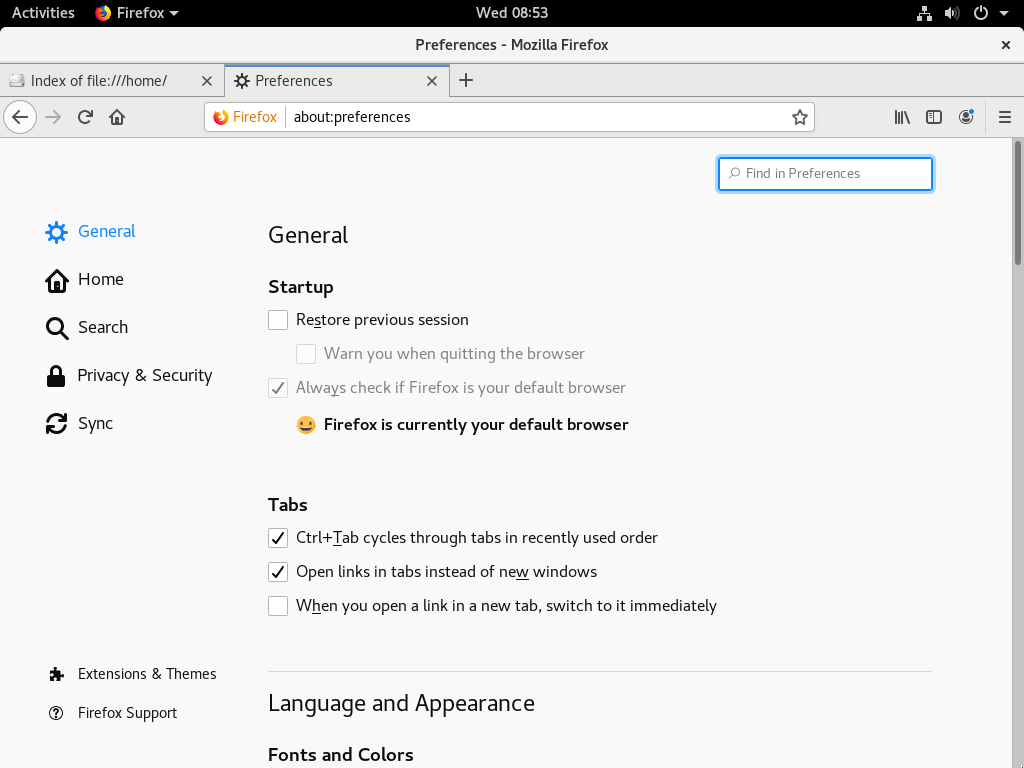 Activities Firefox Wed 08:53
Preferences - Mozilla Firefox
Index of file:///home/ Preferences
Firefox about:preferences
Find in Preferences
General
Home
Search
Privacy & Security
Sync
Extensions & Themes
Firefox Support
General
Startup
Restore previous session
Warn you when quitting the browser
Always check if Firefox is your default browser
Firefox is currently your default browser
Tabs
Ctrl+Tab cycles through tabs in recently used order
Open links in tabs instead of new windows
When you open a link in a new tab, switch to it immediately
Language and Appearance
Fonts and Colors